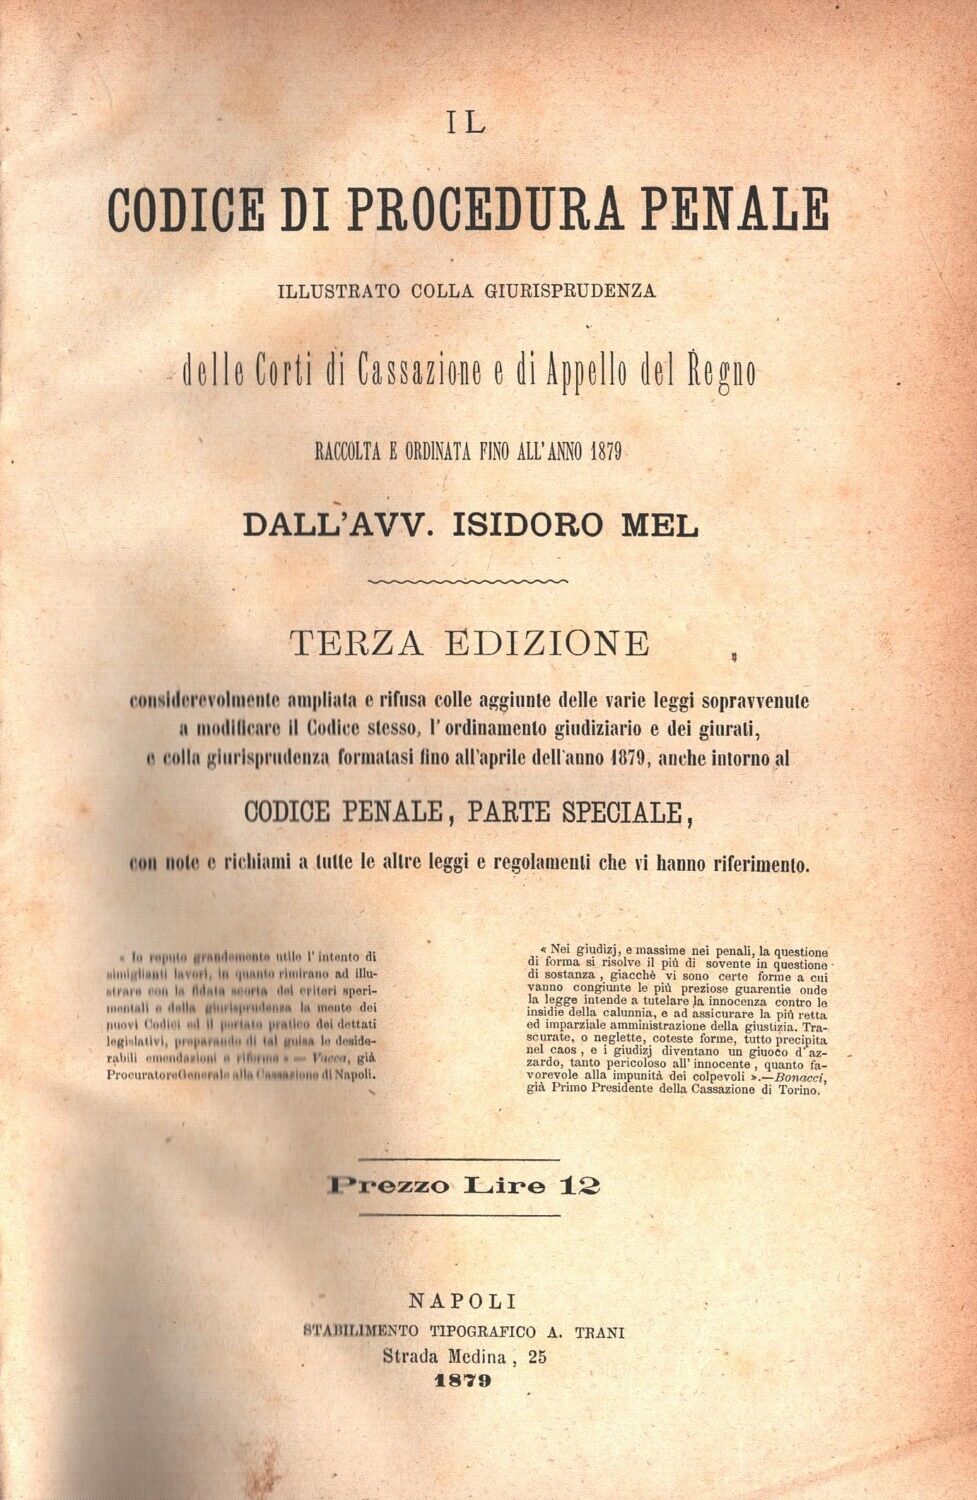 IL
CODICE DI PROCEDURA PENALE
ILLUSTRATO COLLA GIURISPRUDENZA
delle Corti di Cassazione e di Appello del Regno
RACCOLTA E ORDINATA FINO ALL'ANNO 1879
DALL'AVV. ISIDORO MEL
TERZA EDIZIONE
considerevolmente ampliata e rifusa colle aggiunte delle varie leggi sopravvenute
a modificare il Codice stesso, l'ordinamento giudiziario e dei giurati,
e colla giurisprudenza formatasi fino all'aprile dell'anno 1879, anche intorno al
CODICE PENALE, PARTE SPECIALE,
con note e richiami a tutte le altre leggi e regolamenti che vi hanno riferimento.
« Io reputo grandemente utile l'intento di
simiglianti lavori, in quanto rimirano ad illu-
strare con la fidata scorta dei criteri speri-
mentali e della giurisprudenza la mente dei
nuovi Codici ed il portato pratico dei dettati
legislativi, preparando di tal guisa le deside-
rabili emendazioni e riforme » — Vacca, già
Procuratore Generale alla Cassazione di Napoli.
« Nei giudizj, e massime nei penali, la questione
di forma si risolve il più di sovente in questione
di sostanza, giacchè vi sono certe forme a cui
vanno congiunte le più preziose guarentie onde
la legge intende a tutelare la innocenza contro le
insidie della calunnia, e ad assicurare la più retta
ed imparziale amministrazione della giustizia. Tra-
scurate, o neglette, coteste forme, tutto precipita
nel caos, e i giudizj diventano un giuoco d'az-
zardo, tanto pericoloso all'innocente, quanto fa-
vorevole alla impunità dei colpevoli ».—Bonacci,
già Primo Presidente della Cassazione di Torino.
Prezzo Lire 12
NAPOLI
STABILIMENTO TIPOGRAFICO A. TRANI
Strada Medina, 25
1879